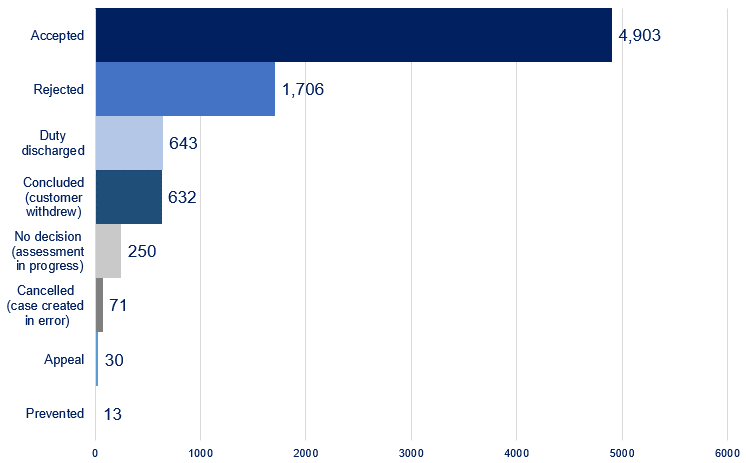 Accepted
4,903
Rejected
1,706
Duty
discharged
643
Concluded
(customer
withdrew)
632
No decision
(assessment
in progress)
250
Cancelled
(case created
in error)
71
Appeal
30
Prevented
13
0 1000 2000 3000 4000 5000 6000